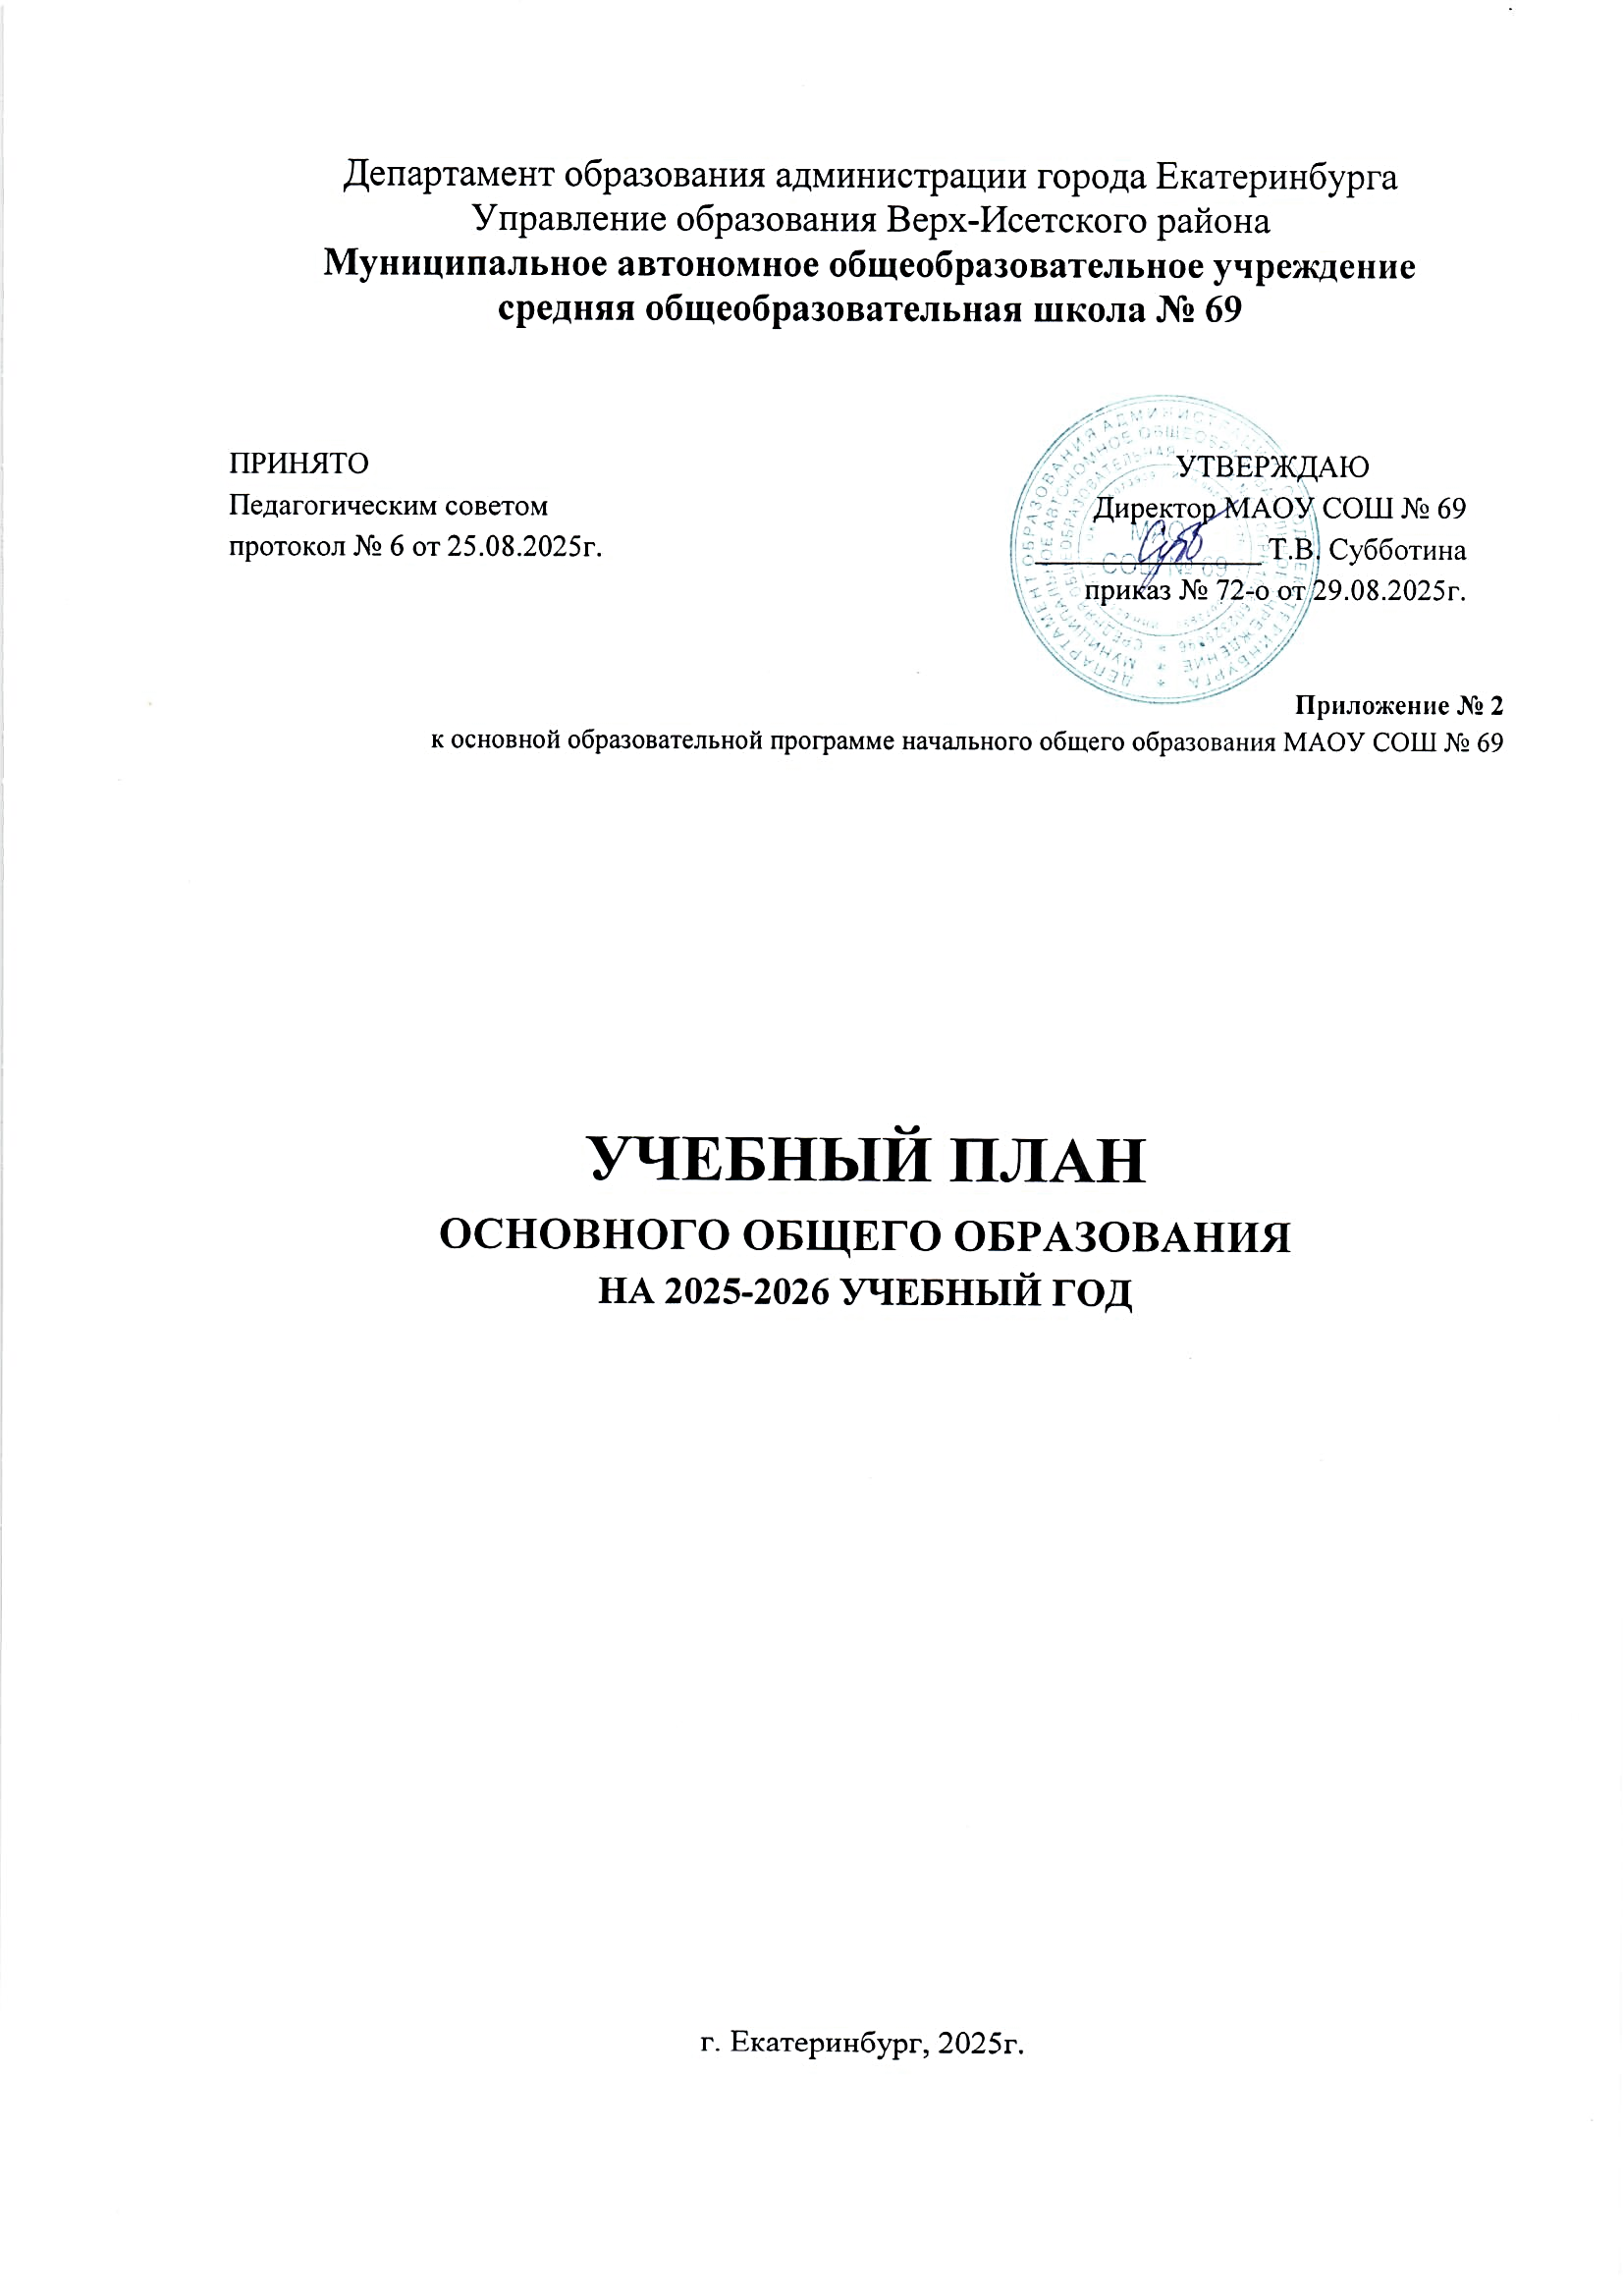 Департамент образования администрации города Екатеринбурга
Управление образования Верх-Исетского района
Муниципальное автономное общеобразовательное учреждение
средняя общеобразовательная школа № 69
ПРИНЯТО
Педагогическим советом
протокол № 6 от 25.08.2025г.
УТВЕРЖДАЮ
Директор МАОУ СОШ № 69
Т.В. Субботина
приказ № 72-о от 29.08.2025г.
Приложение № 2
к основной образовательной программе начального общего образования МАОУ СОШ № 69
УЧЕБНЫЙ ПЛАН
ОСНОВНОГО ОБЩЕГО ОБРАЗОВАНИЯ
НА 2025-2026 УЧЕБНЫЙ ГОД
г. Екатеринбург, 2025г.